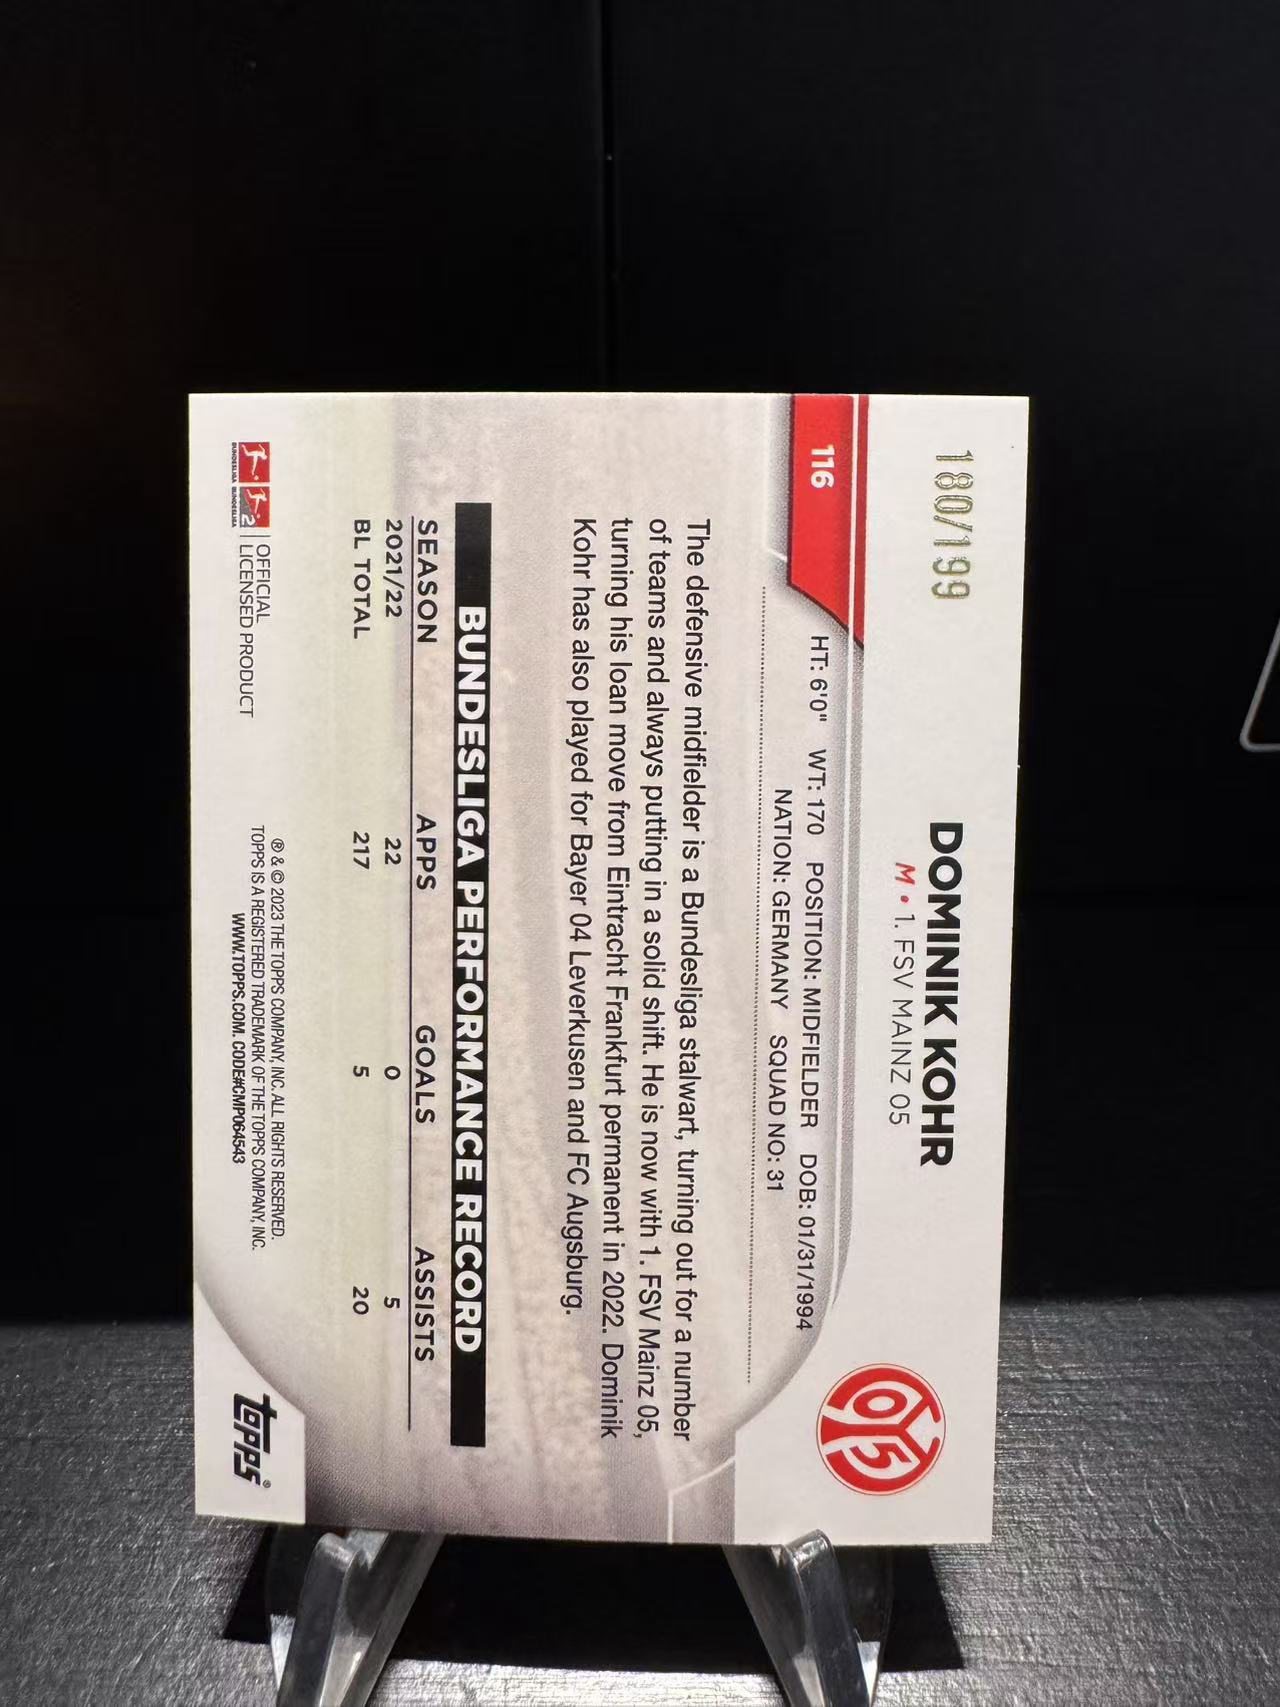 180/199
DOMINIK KOHR
M • 1. FSV MAINZ 05
116
HT: 6'0" WT: 170 POSITION: MIDFIELDER DOB: 01/31/1994
NATION: GERMANY SQUAD NO: 31
05
The defensive midfielder is a Bundesliga stalwart, turning out for a number
of teams and always putting in a solid shift. He is now with 1. FSV Mainz 05,
turning his loan move from Eintracht Frankfurt permanent in 2022. Dominik
Kohr has also played for Bayer 04 Leverkusen and FC Augsburg.
BUNDESLIGA PERFORMANCE RECORD
SEASON APPS GOALS ASSISTS
2021/22 22 0 5
BL TOTAL 217 5 20
BUNDESLIGA BUNDESLIGA
2
OFFICIAL
LICENSED PRODUCT
® & © 2023 THE TOPPS COMPANY, INC. ALL RIGHTS RESERVED.
TOPPS IS A REGISTERED TRADEMARK OF THE TOPPS COMPANY, INC.
WWW.TOPPS.COM. CODE#CMP064543
topps®